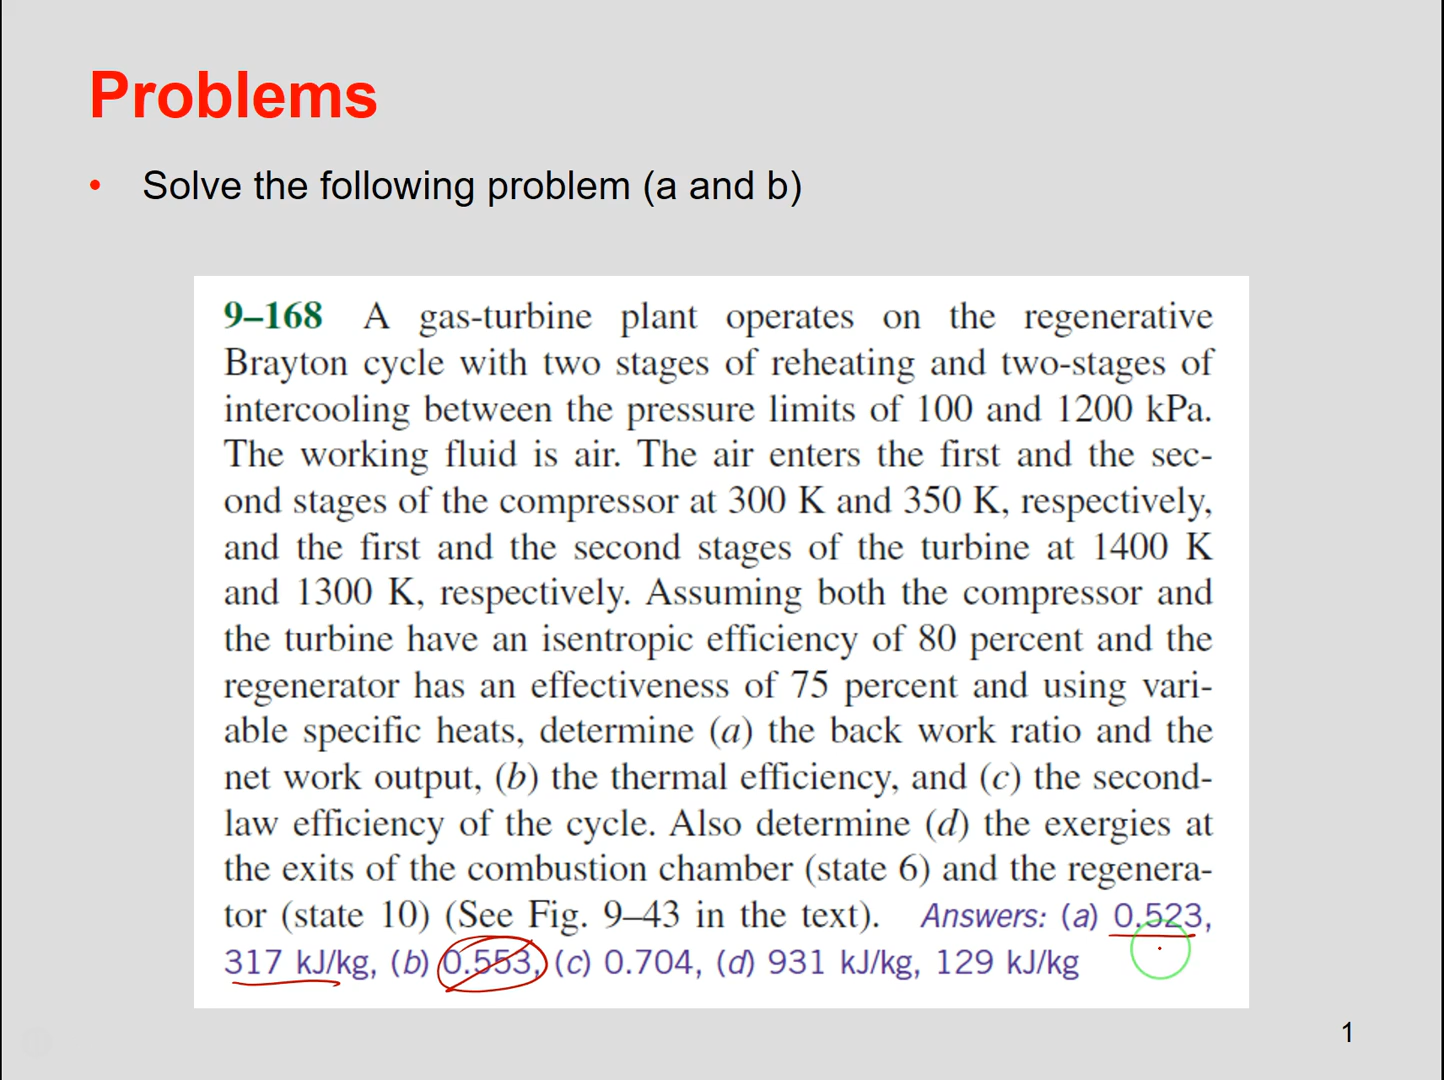 Problems
• Solve the following problem (a and b)
9–168 A gas-turbine plant operates on the regenerative
Brayton cycle with two stages of reheating and two-stages of
intercooling between the pressure limits of 100 and 1200 kPa.
The working fluid is air. The air enters the first and the sec-
ond stages of the compressor at 300 K and 350 K, respectively,
and the first and the second stages of the turbine at 1400 K
and 1300 K, respectively. Assuming both the compressor and
the turbine have an isentropic efficiency of 80 percent and the
regenerator has an effectiveness of 75 percent and using vari-
able specific heats, determine (a) the back work ratio and the
net work output, (b) the thermal efficiency, and (c) the second-
law efficiency of the cycle. Also determine (d) the exergies at
the exits of the combustion chamber (state 6) and the regenera-
tor (state 10) (See Fig. 9–43 in the text). Answers: (a) 0.523,
317 kJ/kg, (b) 0.553, (c) 0.704, (d) 931 kJ/kg, 129 kJ/kg
1